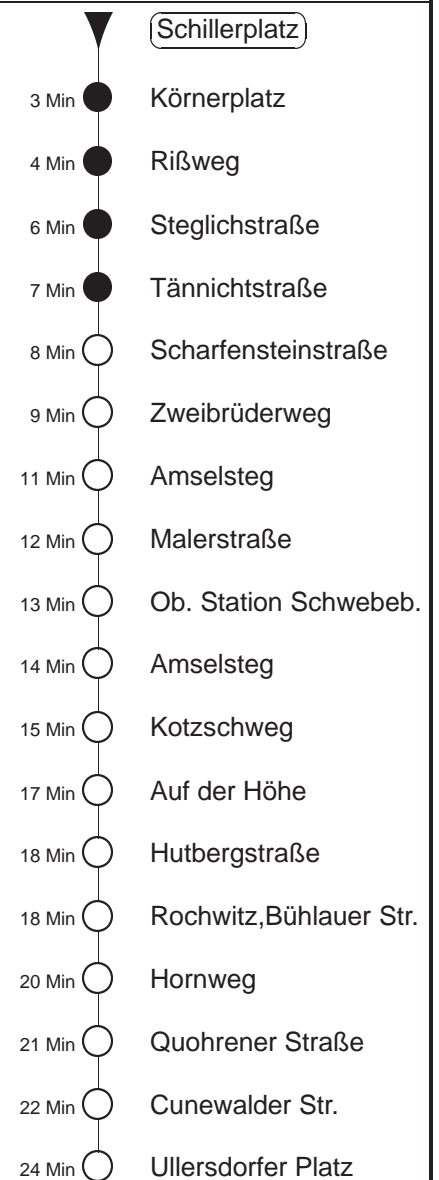 Schillerplatz
3 Min Körnerplatz
4 Min Rißweg
6 Min Steglichstraße
7 Min Tännichtstraße
8 Min Scharfensteinstraße
9 Min Zweibrüderweg
11 Min Amselsteg
12 Min Malerstraße
13 Min Ob. Station Schwebeb.
14 Min Amselsteg
15 Min Kotzschweg
17 Min Auf der Höhe
18 Min Hutbergstraße
18 Min Rochwitz,Bühlauer Str.
20 Min Hornweg
21 Min Quohrener Straße
22 Min Cunewalder Str.
24 Min Ullersdorfer Platz